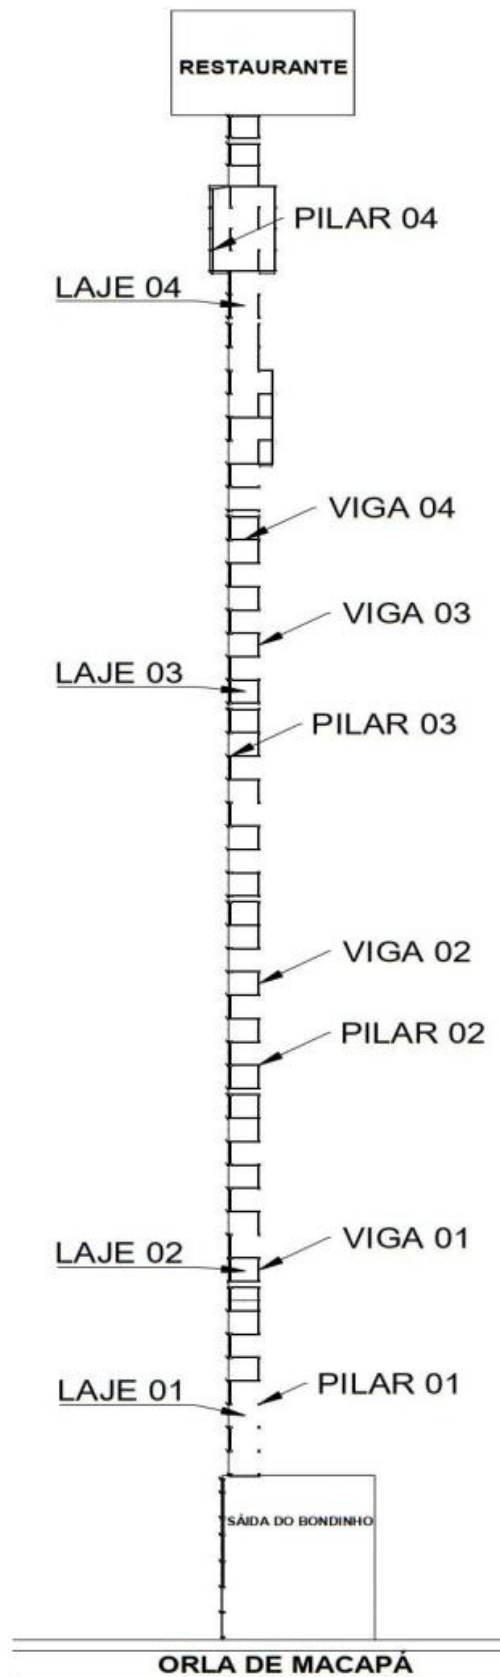 RESTAURANTE
PILAR 04
LAJE 04
VIGA 04
VIGA 03
LAJE 03
PILAR 03
VIGA 02
PILAR 02
VIGA 01
LAJE 02
PILAR 01
LAJE 01
SÁIDA DO BONDINHO
ORLA DE MACAPÁ